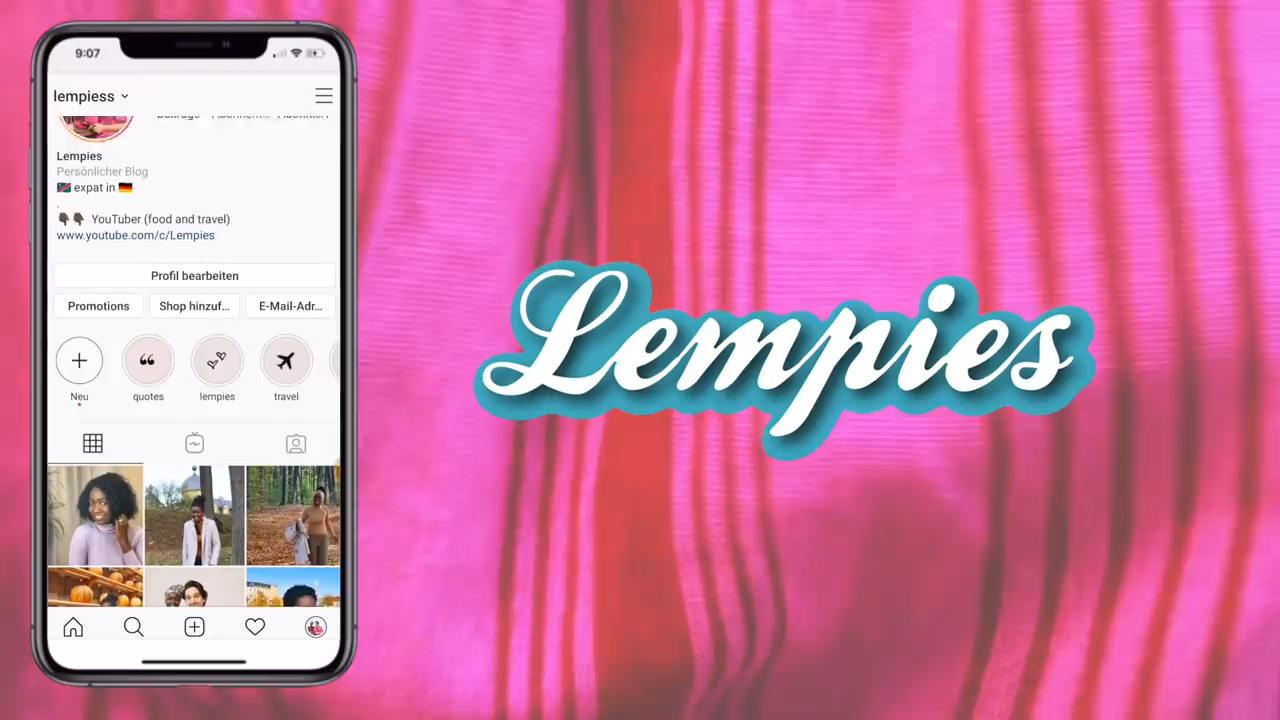 9:07
lempiess
Lempies
Persönlicher Blog
🇳🇦 expat in 🇩🇪
.
👇🏿👇🏿 YouTuber (food and travel)
www.youtube.com/c/Lempies
Profil bearbeiten
Promotions Shop hinzuf... E-Mail-Adr...
Neu quotes lempies travel
Lempies